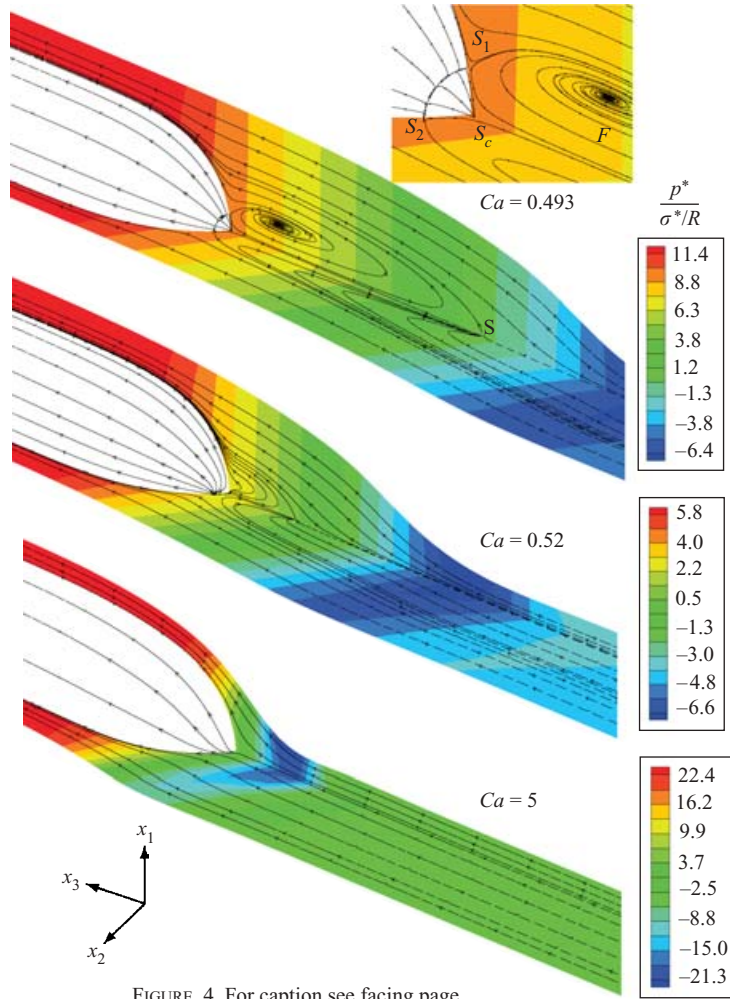 S₁
S₂
S_c
F
Ca = 0.493
S
p*
σ*/R
11.4
8.8
6.3
3.8
1.2
−1.3
−3.8
−6.4
Ca = 0.52
5.8
4.0
2.2
0.5
−1.3
−3.0
−4.8
−6.6
Ca = 5
22.4
16.2
9.9
3.7
−2.5
−8.8
−15.0
−21.3
x₁
x₃
x₂
FIGURE 4. For caption see facing page.